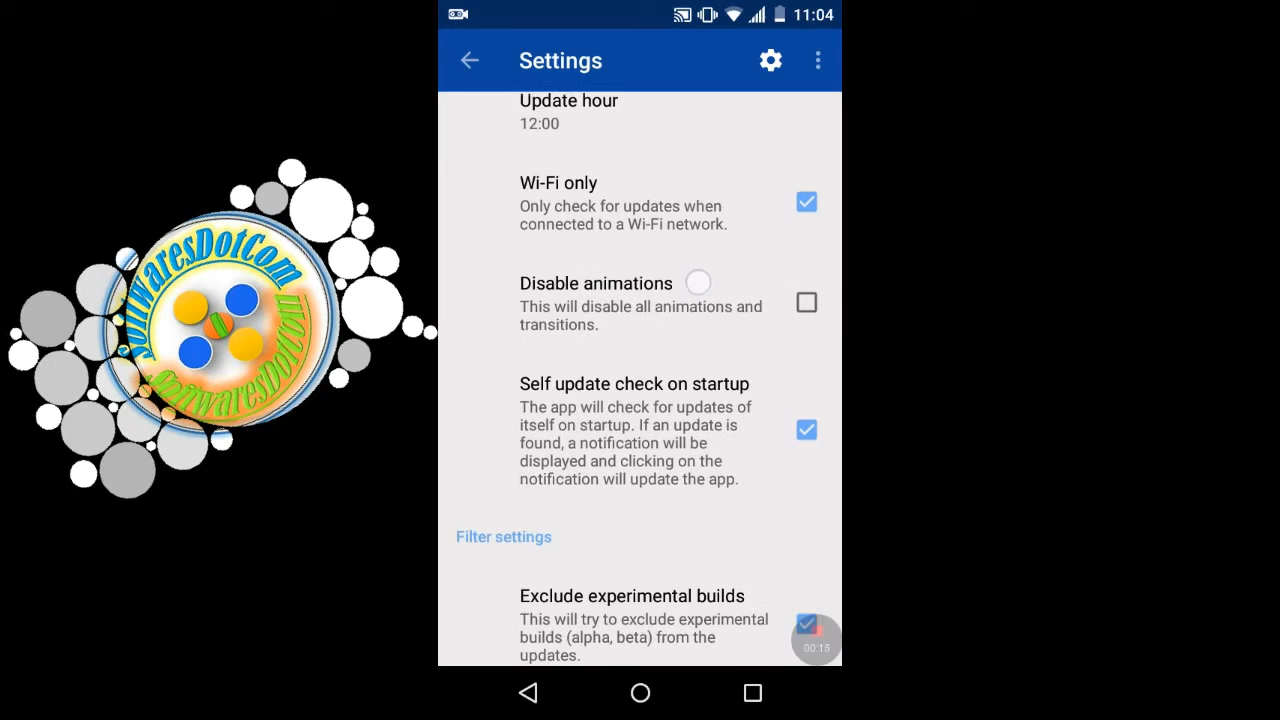 11:04
Settings
Update hour
12:00
Wi-Fi only
Only check for updates when
connected to a Wi-Fi network.
Disable animations
This will disable all animations and
transitions.
Self update check on startup
The app will check for updates of
itself on startup. If an update is
found, a notification will be
displayed and clicking on the
notification will update the app.
Filter settings
Exclude experimental builds
This will try to exclude experimental
builds (alpha, beta) from the
updates.
00:15
SoftwaresDotCom
SoftwaresDotCom